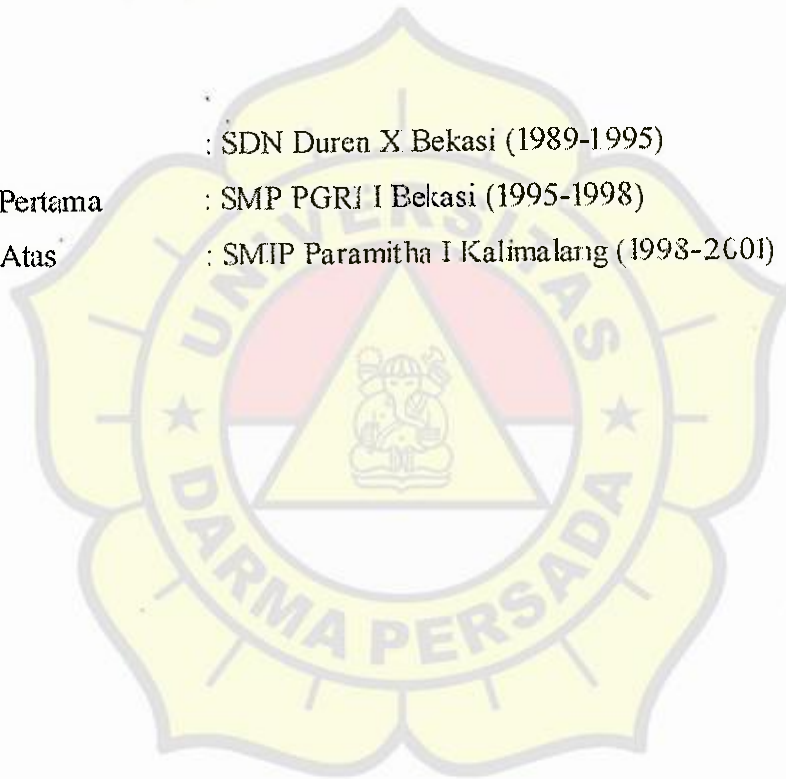 : SDN Duren X Bekasi (1989-1995)
Pertama : SMP PGRI I Bekasi (1995-1998)
Atas : SMIP Paramitha I Kalimalang (1998-2001)
UNIVERSITAS
DARMA PERSADA